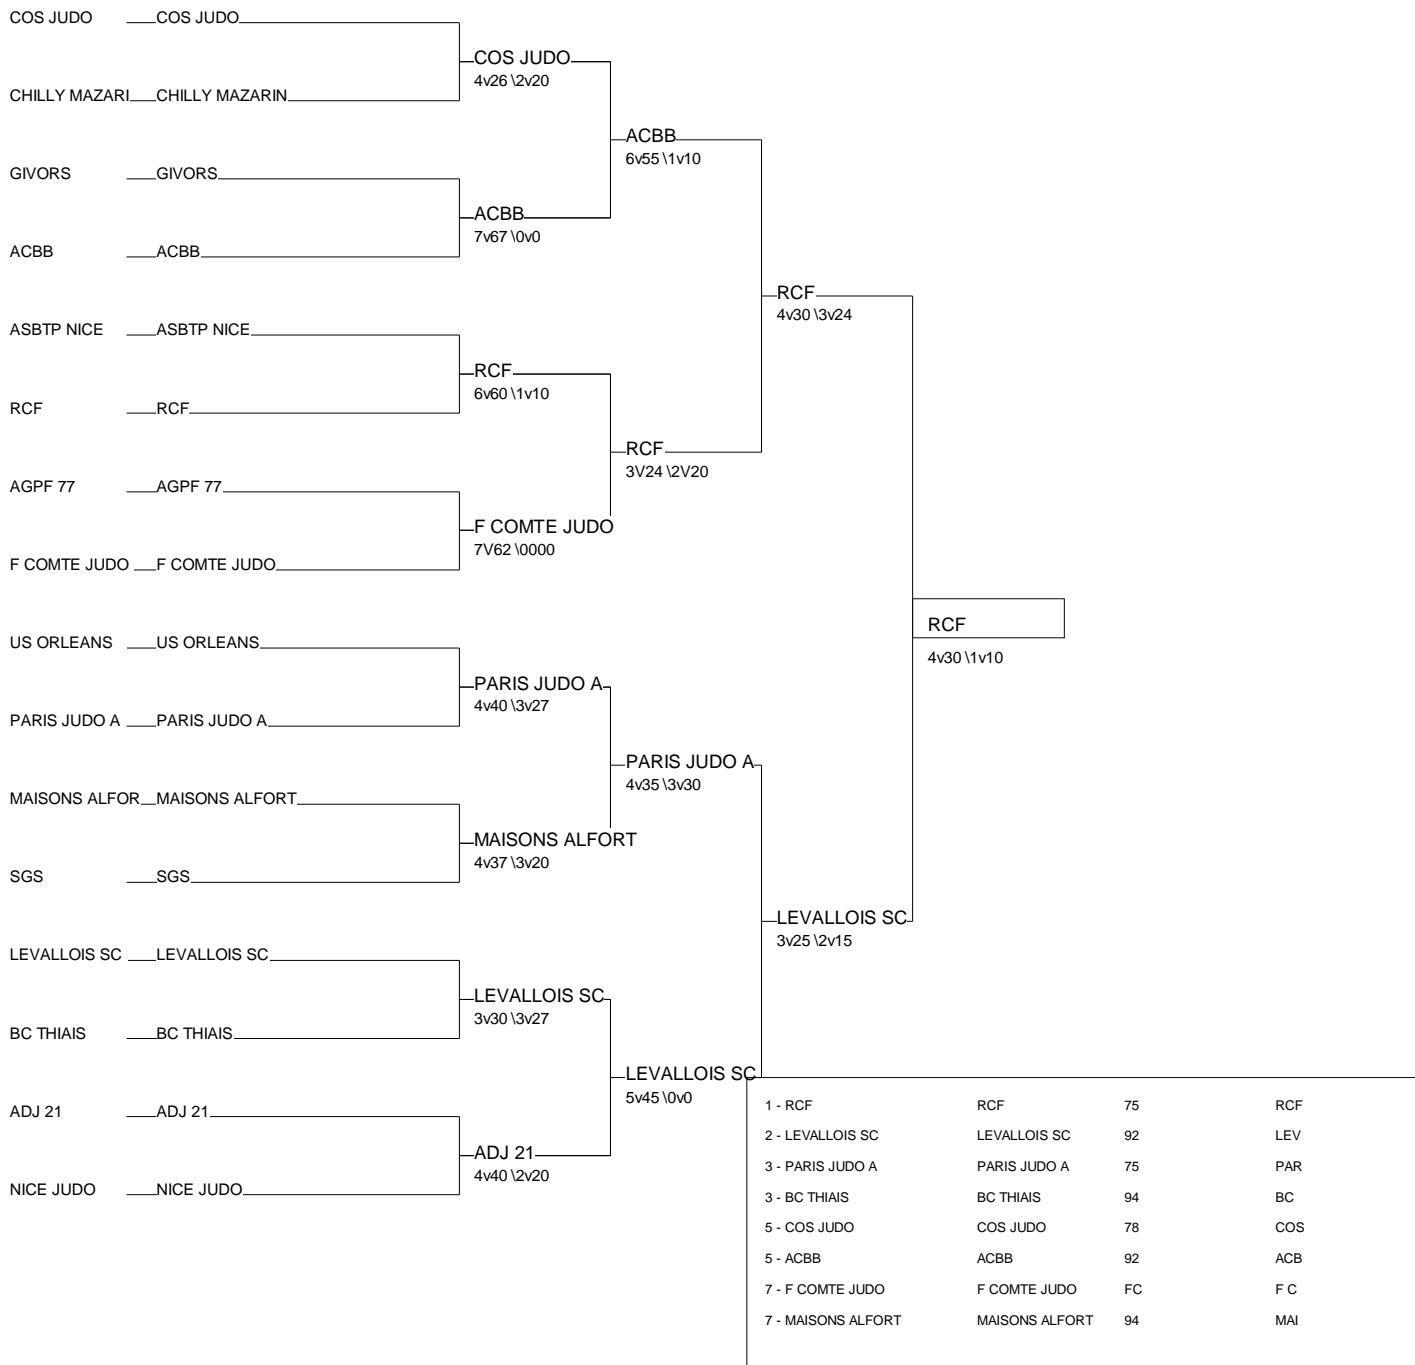 COS JUDO COS JUDO
COS JUDO
4v26 \2v20
CHILLY MAZARI CHILLY MAZARIN
ACBB
6v55 \1v10
GIVORS GIVORS
ACBB
7v67 \0v0
ACBB ACBB
RCF
4v30 \3v24
ASBTP NICE ASBTP NICE
RCF
6v60 \1v10
RCF RCF
RCF
3V24 \2V20
AGPF 77 AGPF 77
F COMTE JUDO
7V62 \0000
F COMTE JUDO F COMTE JUDO
RCF
4v30 \1v10
US ORLEANS US ORLEANS
PARIS JUDO A
4v40 \3v27
PARIS JUDO A PARIS JUDO A
PARIS JUDO A
4v35 \3v30
MAISONS ALFOR MAISONS ALFORT
MAISONS ALFORT
4v37 \3v20
SGS SGS
LEVALLOIS SC
3v25 \2v15
LEVALLOIS SC LEVALLOIS SC
LEVALLOIS SC
3v30 \3v27
BC THIAIS BC THIAIS
LEVALLOIS SC
5v45 \0v0
ADJ 21 ADJ 21
ADJ 21
4v40 \2v20
NICE JUDO NICE JUDO
1 - RCF RCF 75 RCF
2 - LEVALLOIS SC LEVALLOIS SC 92 LEV
3 - PARIS JUDO A PARIS JUDO A 75 PAR
3 - BC THIAIS BC THIAIS 94 BC
5 - COS JUDO COS JUDO 78 COS
5 - ACBB ACBB 92 ACB
7 - F COMTE JUDO F COMTE JUDO FC F C
7 - MAISONS ALFORT MAISONS ALFORT 94 MAI